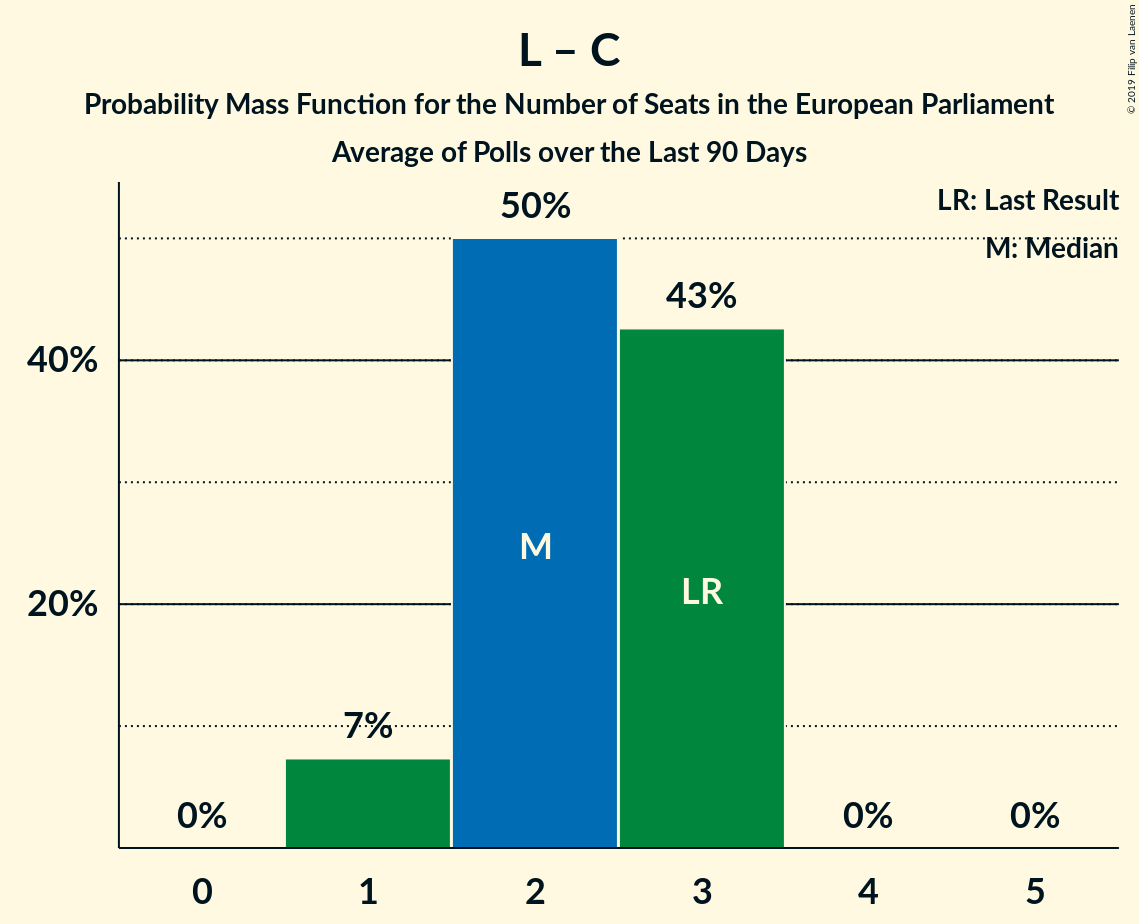 L – C
Probability Mass Function for the Number of Seats in the European Parliament
Average of Polls over the Last 90 Days
© 2019 Filip van Laenen
LR: Last Result
M: Median
50%
43%
40%
M
LR
20%
7%
0%
0%
0%
0 1 2 3 4 5